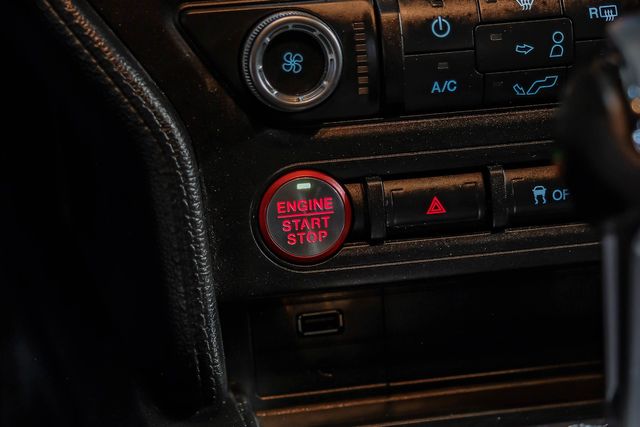 R
A/C
ENGINE
START
STOP
OF